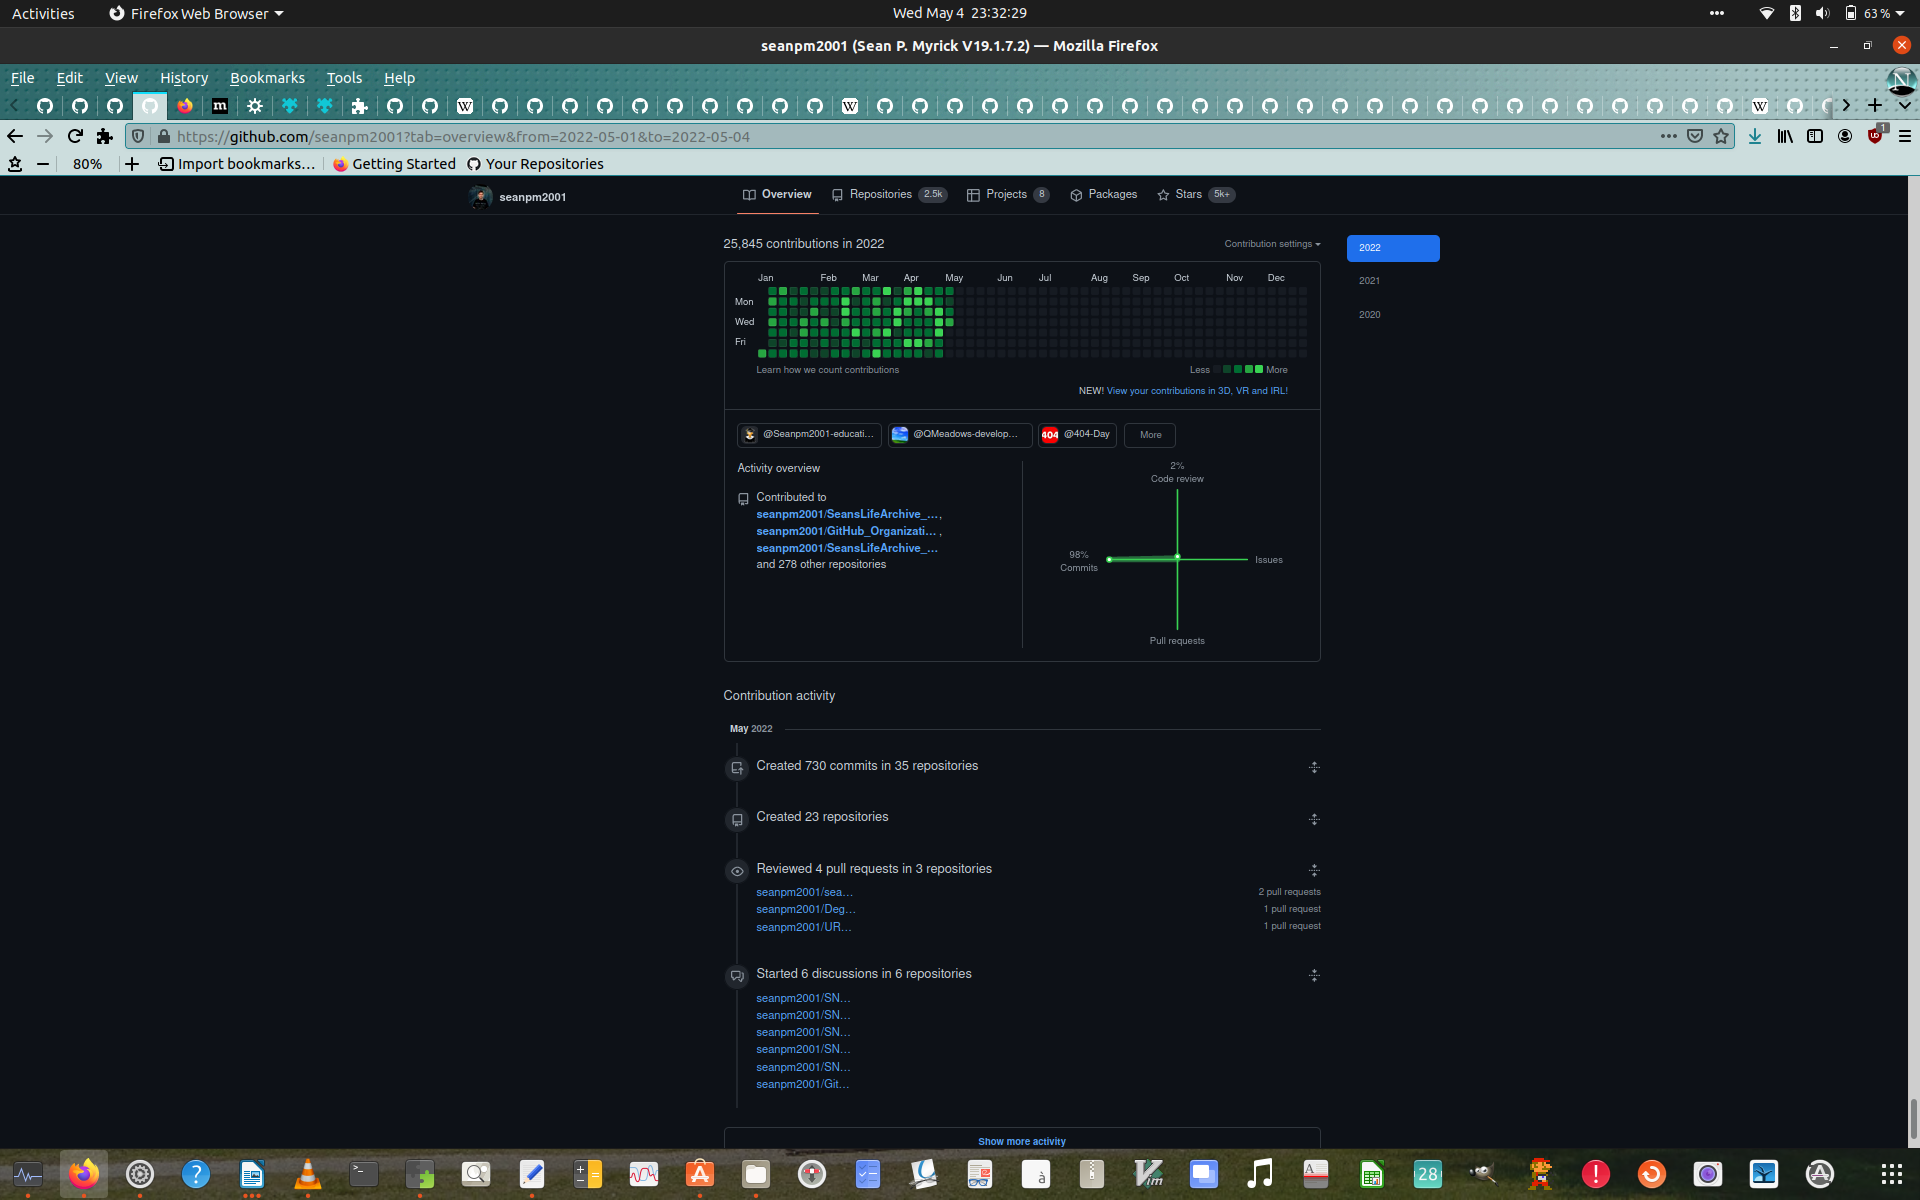 Activities
Firefox Web Browser
Wed May 4 23:32:29
63 %
seanpm2001 (Sean P. Myrick V19.1.7.2) — Mozilla Firefox
File Edit View History Bookmarks Tools Help
https://github.com/seanpm2001?tab=overview&from=2022-05-01&to=2022-05-04
1
80%
Import bookmarks...
Getting Started
Your Repositories
seanpm2001
Overview
Repositories 2.5k
Projects 8
Packages
Stars 5k+
25,845 contributions in 2022
Contribution settings
2022
2021
2020
Jan Feb Mar Apr May Jun Jul Aug Sep Oct Nov Dec
Mon
Wed
Fri
Learn how we count contributions
Less More
NEW! View your contributions in 3D, VR and IRL!
@Seanpm2001-educati...
@QMeadows-develop...
404 @404-Day
More
Activity overview
Contributed to
seanpm2001/SeansLifeArchive_...,
seanpm2001/GitHub_Organizati... ,
seanpm2001/SeansLifeArchive_...
and 278 other repositories
2%
Code review
98%
Commits
Issues
Pull requests
Contribution activity
May 2022
Created 730 commits in 35 repositories
Created 23 repositories
Reviewed 4 pull requests in 3 repositories
seanpm2001/sea... 2 pull requests
seanpm2001/Deg... 1 pull request
seanpm2001/UR... 1 pull request
Started 6 discussions in 6 repositories
seanpm2001/SN...
seanpm2001/SN...
seanpm2001/SN...
seanpm2001/SN...
seanpm2001/SN...
seanpm2001/Git...
Show more activity
28